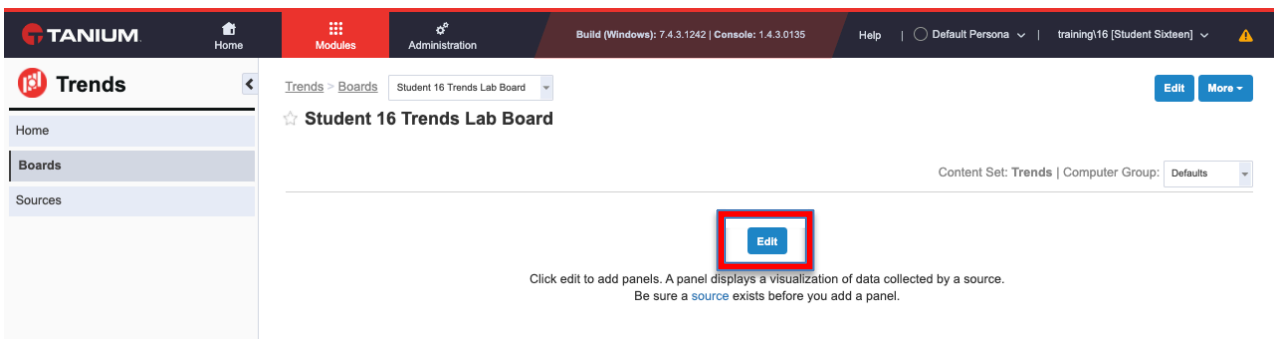 TANIUM.
Home
Modules
Administration
Build (Windows): 7.4.3.1242 | Console: 1.4.3.0135
Help | Default Persona | training\16 [Student Sixteen]
Trends
Home
Boards
Sources
Trends > Boards Student 16 Trends Lab Board
Edit More
Student 16 Trends Lab Board
Content Set: Trends | Computer Group: Defaults
Edit
Click edit to add panels. A panel displays a visualization of data collected by a source.
Be sure a source exists before you add a panel.